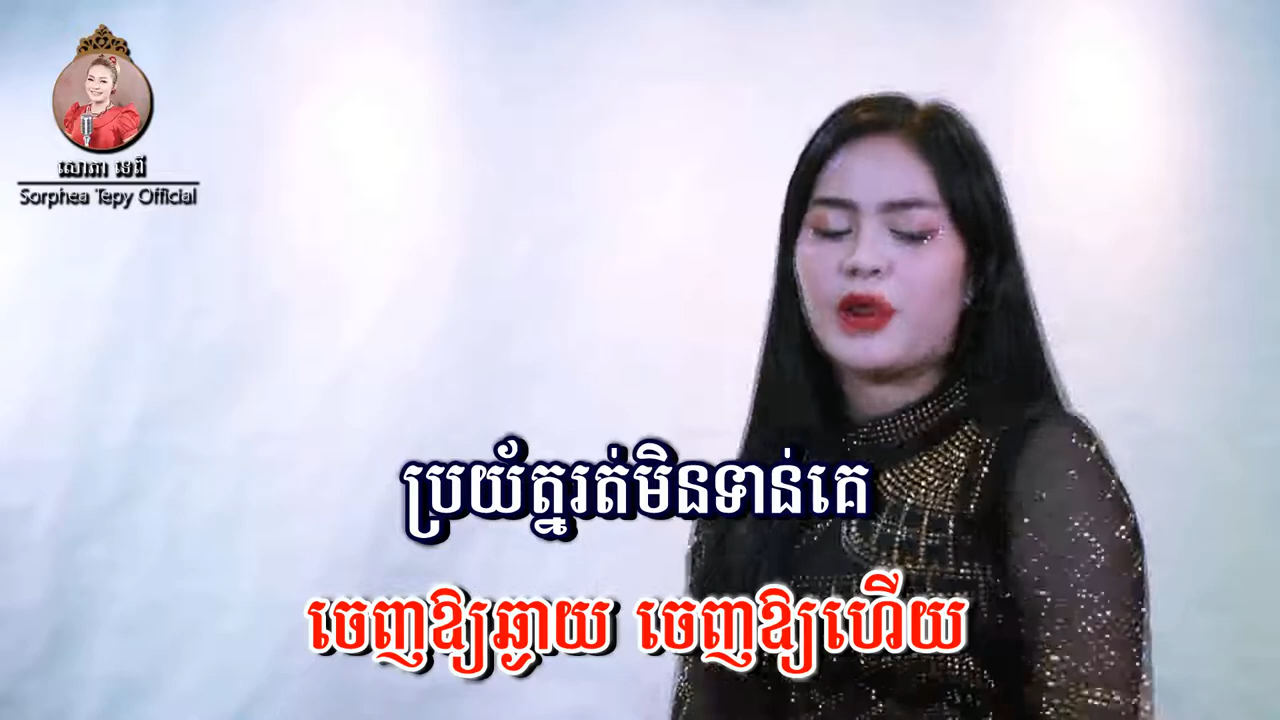 សោភា ទេពី
Sorphea Tepy Official
ប្រយ័ត្នរត់មិនទាន់គេ
ចេញឱ្យឆ្ងាយ ចេញឱ្យហើយ